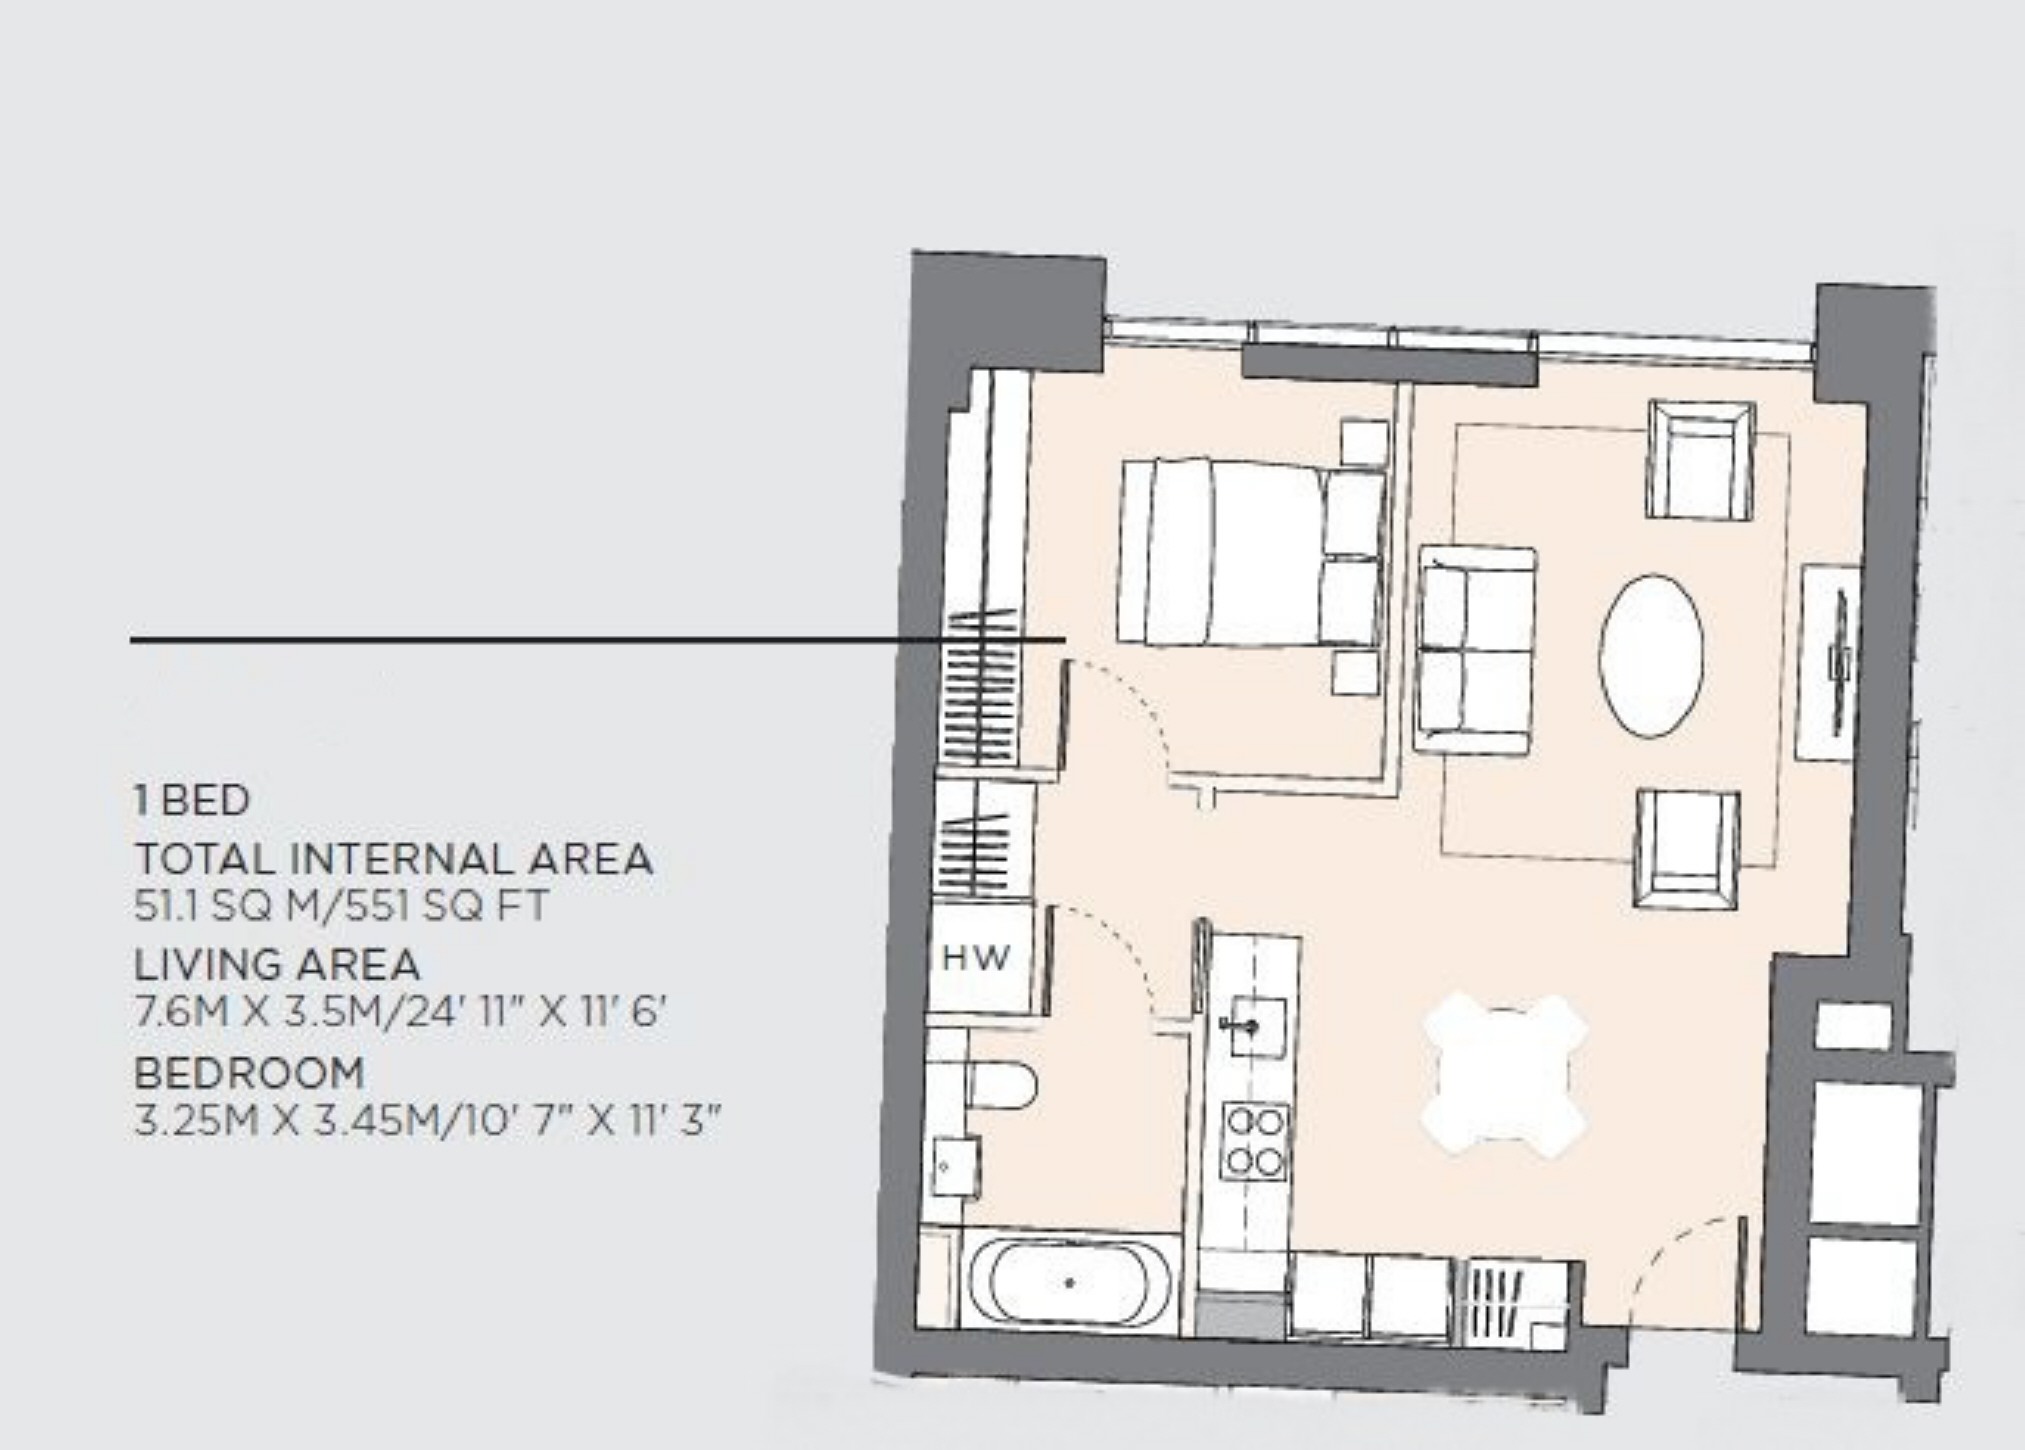 1 BED
TOTAL INTERNAL AREA
51.1 SQ M/551 SQ FT
LIVING AREA
7.6M X 3.5M/24' 11" X 11' 6'
BEDROOM
3.25M X 3.45M/10' 7" X 11' 3"
HW